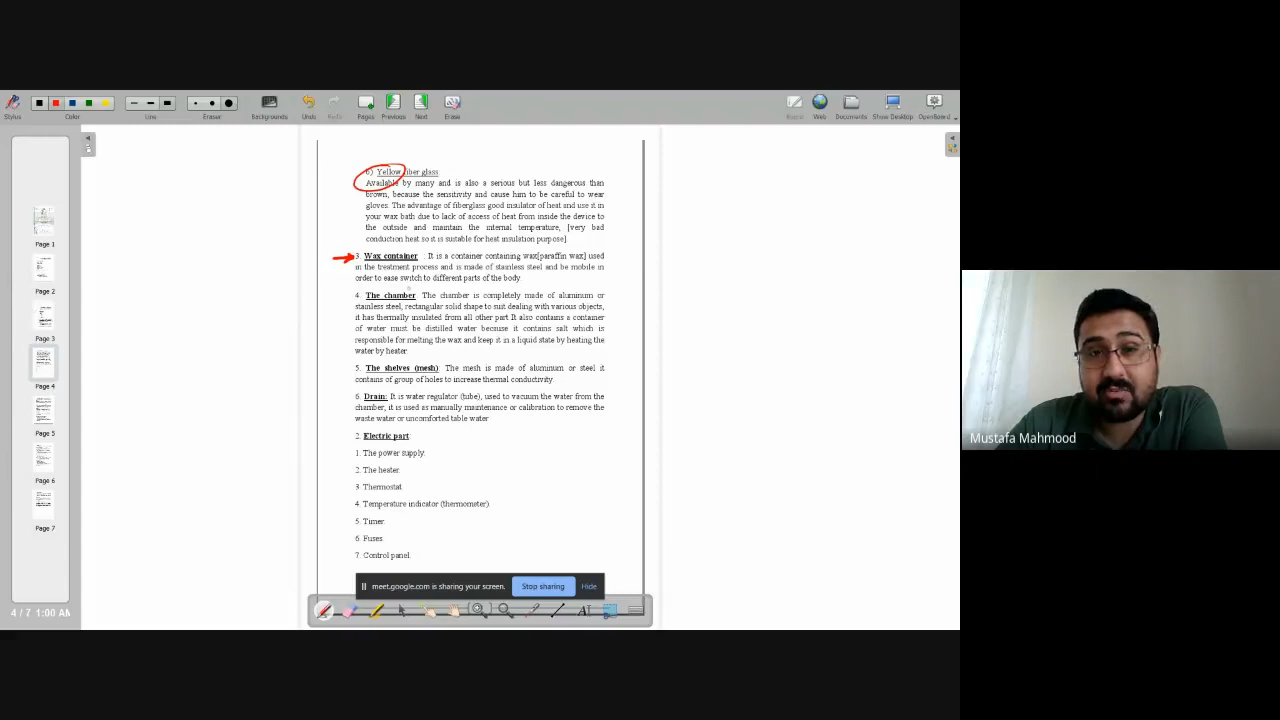 Stylus
Color
Line
Eraser
Backgrounds
Undo
Redo
Pages
Previous
Next
Erase
Board
Web
Documents
Show Desktop
OpenBoard
Page 1
Page 2
Page 3
Page 4
Page 5
Page 6
Page 7
4 / 7 1:00 AM
b) Yellow fiber glass
Available by many and is also a serious but less dangerous than
brown, because the sensitivity and cause him to be careful to wear
gloves. The advantage of fiberglass good insulator of heat and use it in
your wax bath due to lack of access of heat from inside the device to
the outside and maintain the internal temperature, [very bad
conduction heat so it is suitable for heat insulation purpose]
3. Wax container : It is a container containing wax[paraffin wax] used
in the treatment process and is made of stainless steel and be mobile in
order to ease switch to different parts of the body.
4. The chamber The chamber is completely made of aluminum or
stainless steel, rectangular solid shape to suit dealing with various objects,
it has thermally insulated from all other part It also contains a container
of water must be distilled water because it contains salt which is
responsible for melting the wax and keep it in a liquid state by heating the
water by heater.
5. The shelves (mesh) The mesh is made of aluminum or steel it
contains of group of holes to increase thermal conductivity.
6. Drain: It is water regulator (tube), used to vacuum the water from the
chamber, it is used as manually maintenance or calibration to remove the
waste water or uncomforted table water
2. Electric part:
1. The power supply.
2. The heater.
3. Thermostat.
4. Temperature indicator (thermometer)
5. Timer.
6. Fuses.
7. Control panel.
meet.google.com is sharing your screen.
Stop sharing
Hide
Mustafa Mahmood